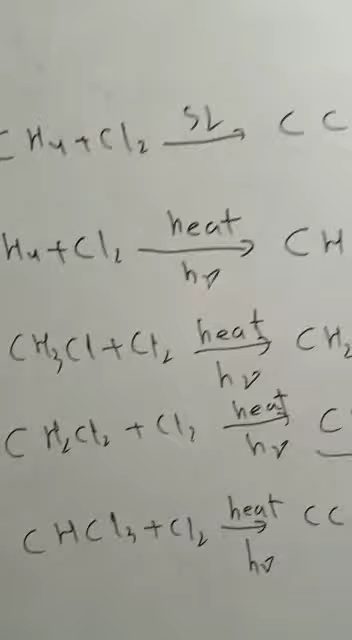 CH₄ + Cl₂ SL → CC
H₄ + Cl₂ heat → hν CH
CH₃Cl + Cl₂ heat → hν CH₂
CH₂Cl₂ + Cl₂ heat → hν C
CHCl₃ + Cl₂ heat → hν CC